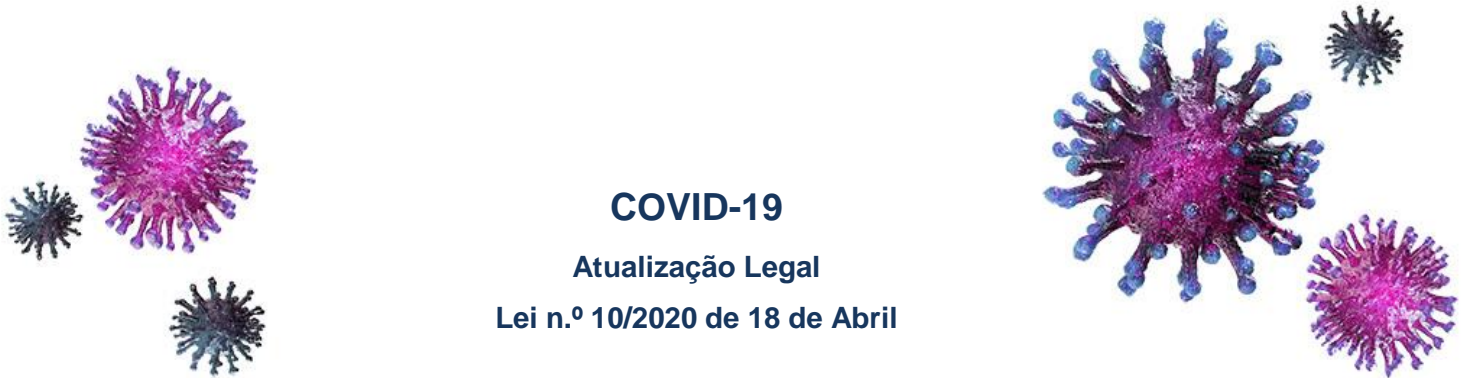 COVID-19
Atualização Legal
Lei n.º 10/2020 de 18 de Abril